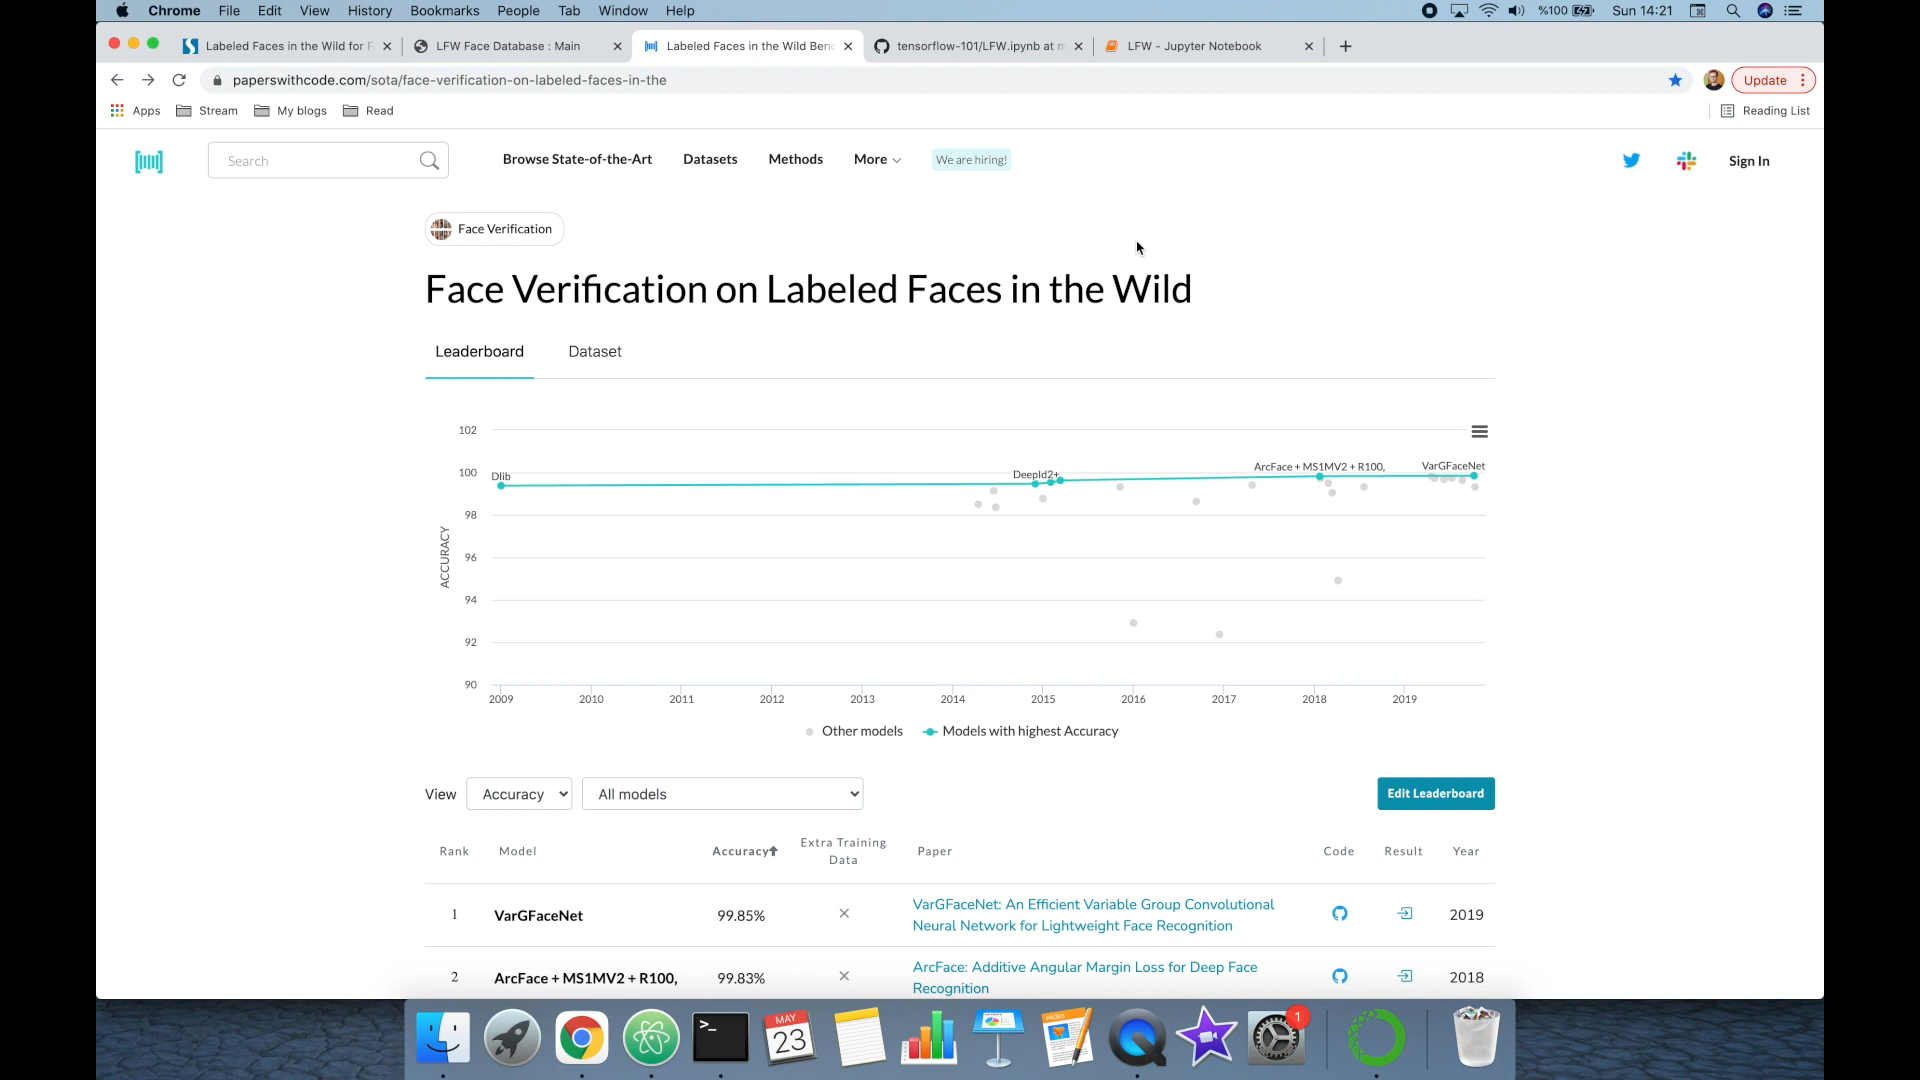 Chrome File Edit View History Bookmarks People Tab Window Help %100 Sun 14:21
Labeled Faces in the Wild for F LFW Face Database : Main Labeled Faces in the Wild Benc tensorflow-101/LFW.ipynb at m LFW - Jupyter Notebook
paperswithcode.com/sota/face-verification-on-labeled-faces-in-the Update
Apps Stream My blogs Read Reading List
Search Browse State-of-the-Art Datasets Methods More We are hiring! Sign In
Face Verification
Face Verification on Labeled Faces in the Wild
Leaderboard Dataset
102
100
98
96
94
92
90
ACCURACY
Dlib
DeepId2+
ArcFace + MS1MV2 + R100,
VarGFaceNet
2009 2010 2011 2012 2013 2014 2015 2016 2017 2018 2019
Other models Models with highest Accuracy
View Accuracy All models Edit Leaderboard
Rank Model Accuracy Extra Training Data Paper Code Result Year
1 VarGFaceNet 99.85% VarGFaceNet: An Efficient Variable Group Convolutional 2019
Neural Network for Lightweight Face Recognition
2 ArcFace + MS1MV2 + R100, 99.83% ArcFace: Additive Angular Margin Loss for Deep Face 2018
Recognition
MAY
23
PAGES
1